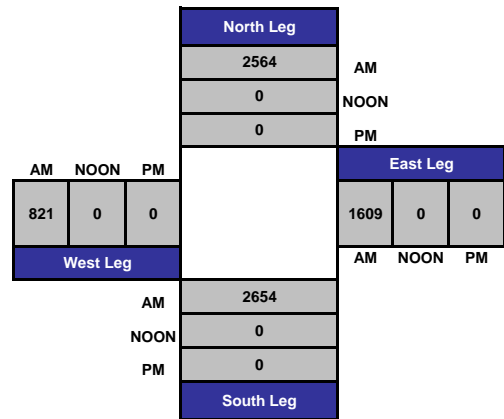 North Leg
2564 AM
0 NOON
0 PM
AM NOON PM
East Leg
821 0 0
1609 0 0
West Leg
AM NOON PM
AM 2654
NOON 0
PM 0
South Leg